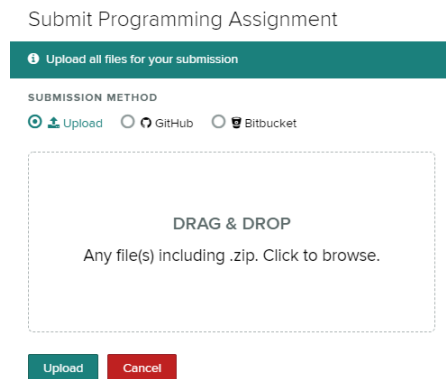 Submit Programming Assignment
Upload all files for your submission
SUBMISSION METHOD
Upload GitHub Bitbucket
DRAG & DROP
Any file(s) including .zip. Click to browse.
Upload Cancel